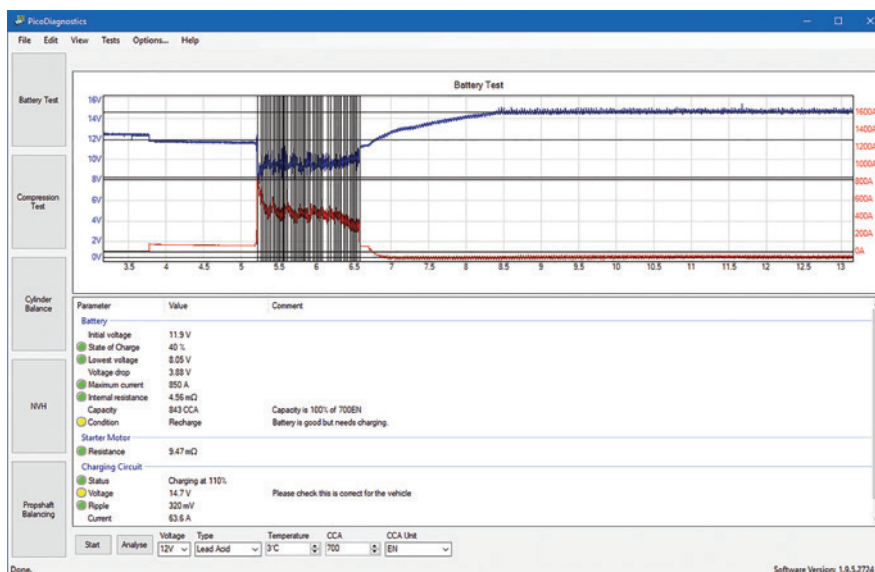 PicoDiagnostics
File Edit View Tests Options... Help
Battery Test
Compression Test
Cylinder Balance
NVH
Propshaft Balancing
Battery Test
16V
14V
12V
10V
8V
6V
4V
2V
0V
1600A
1400A
1200A
1000A
800A
600A
400A
200A
0A
3.5 4 4.5 5 5.5 6 6.5 7 7.5 8 8.5 9 9.5 10 10.5 11 11.5 12 12.5 13
Parameter Value Comment
Battery
Initial voltage 11.9 V
State of Charge 40 %
Lowest voltage 8.05 V
Voltage drop 3.88 V
Maximum current 850 A
Internal resistance 4.56 mΩ
Capacity 843 CCA Capacity is 100% of 700EN
Condition Recharge Battery is good but needs charging.
Starter Motor
Resistance 9.47 mΩ
Charging Circuit
Status Charging at 110%
Voltage 14.7 V Please check this is correct for the vehicle
Ripple 320 mV
Current 63.6 A
Voltage Type Temperature CCA CCA Unit
Start Analyse 12V Lead Acid 3°C 700 EN
Done. Software Version: 1.9.5.2724